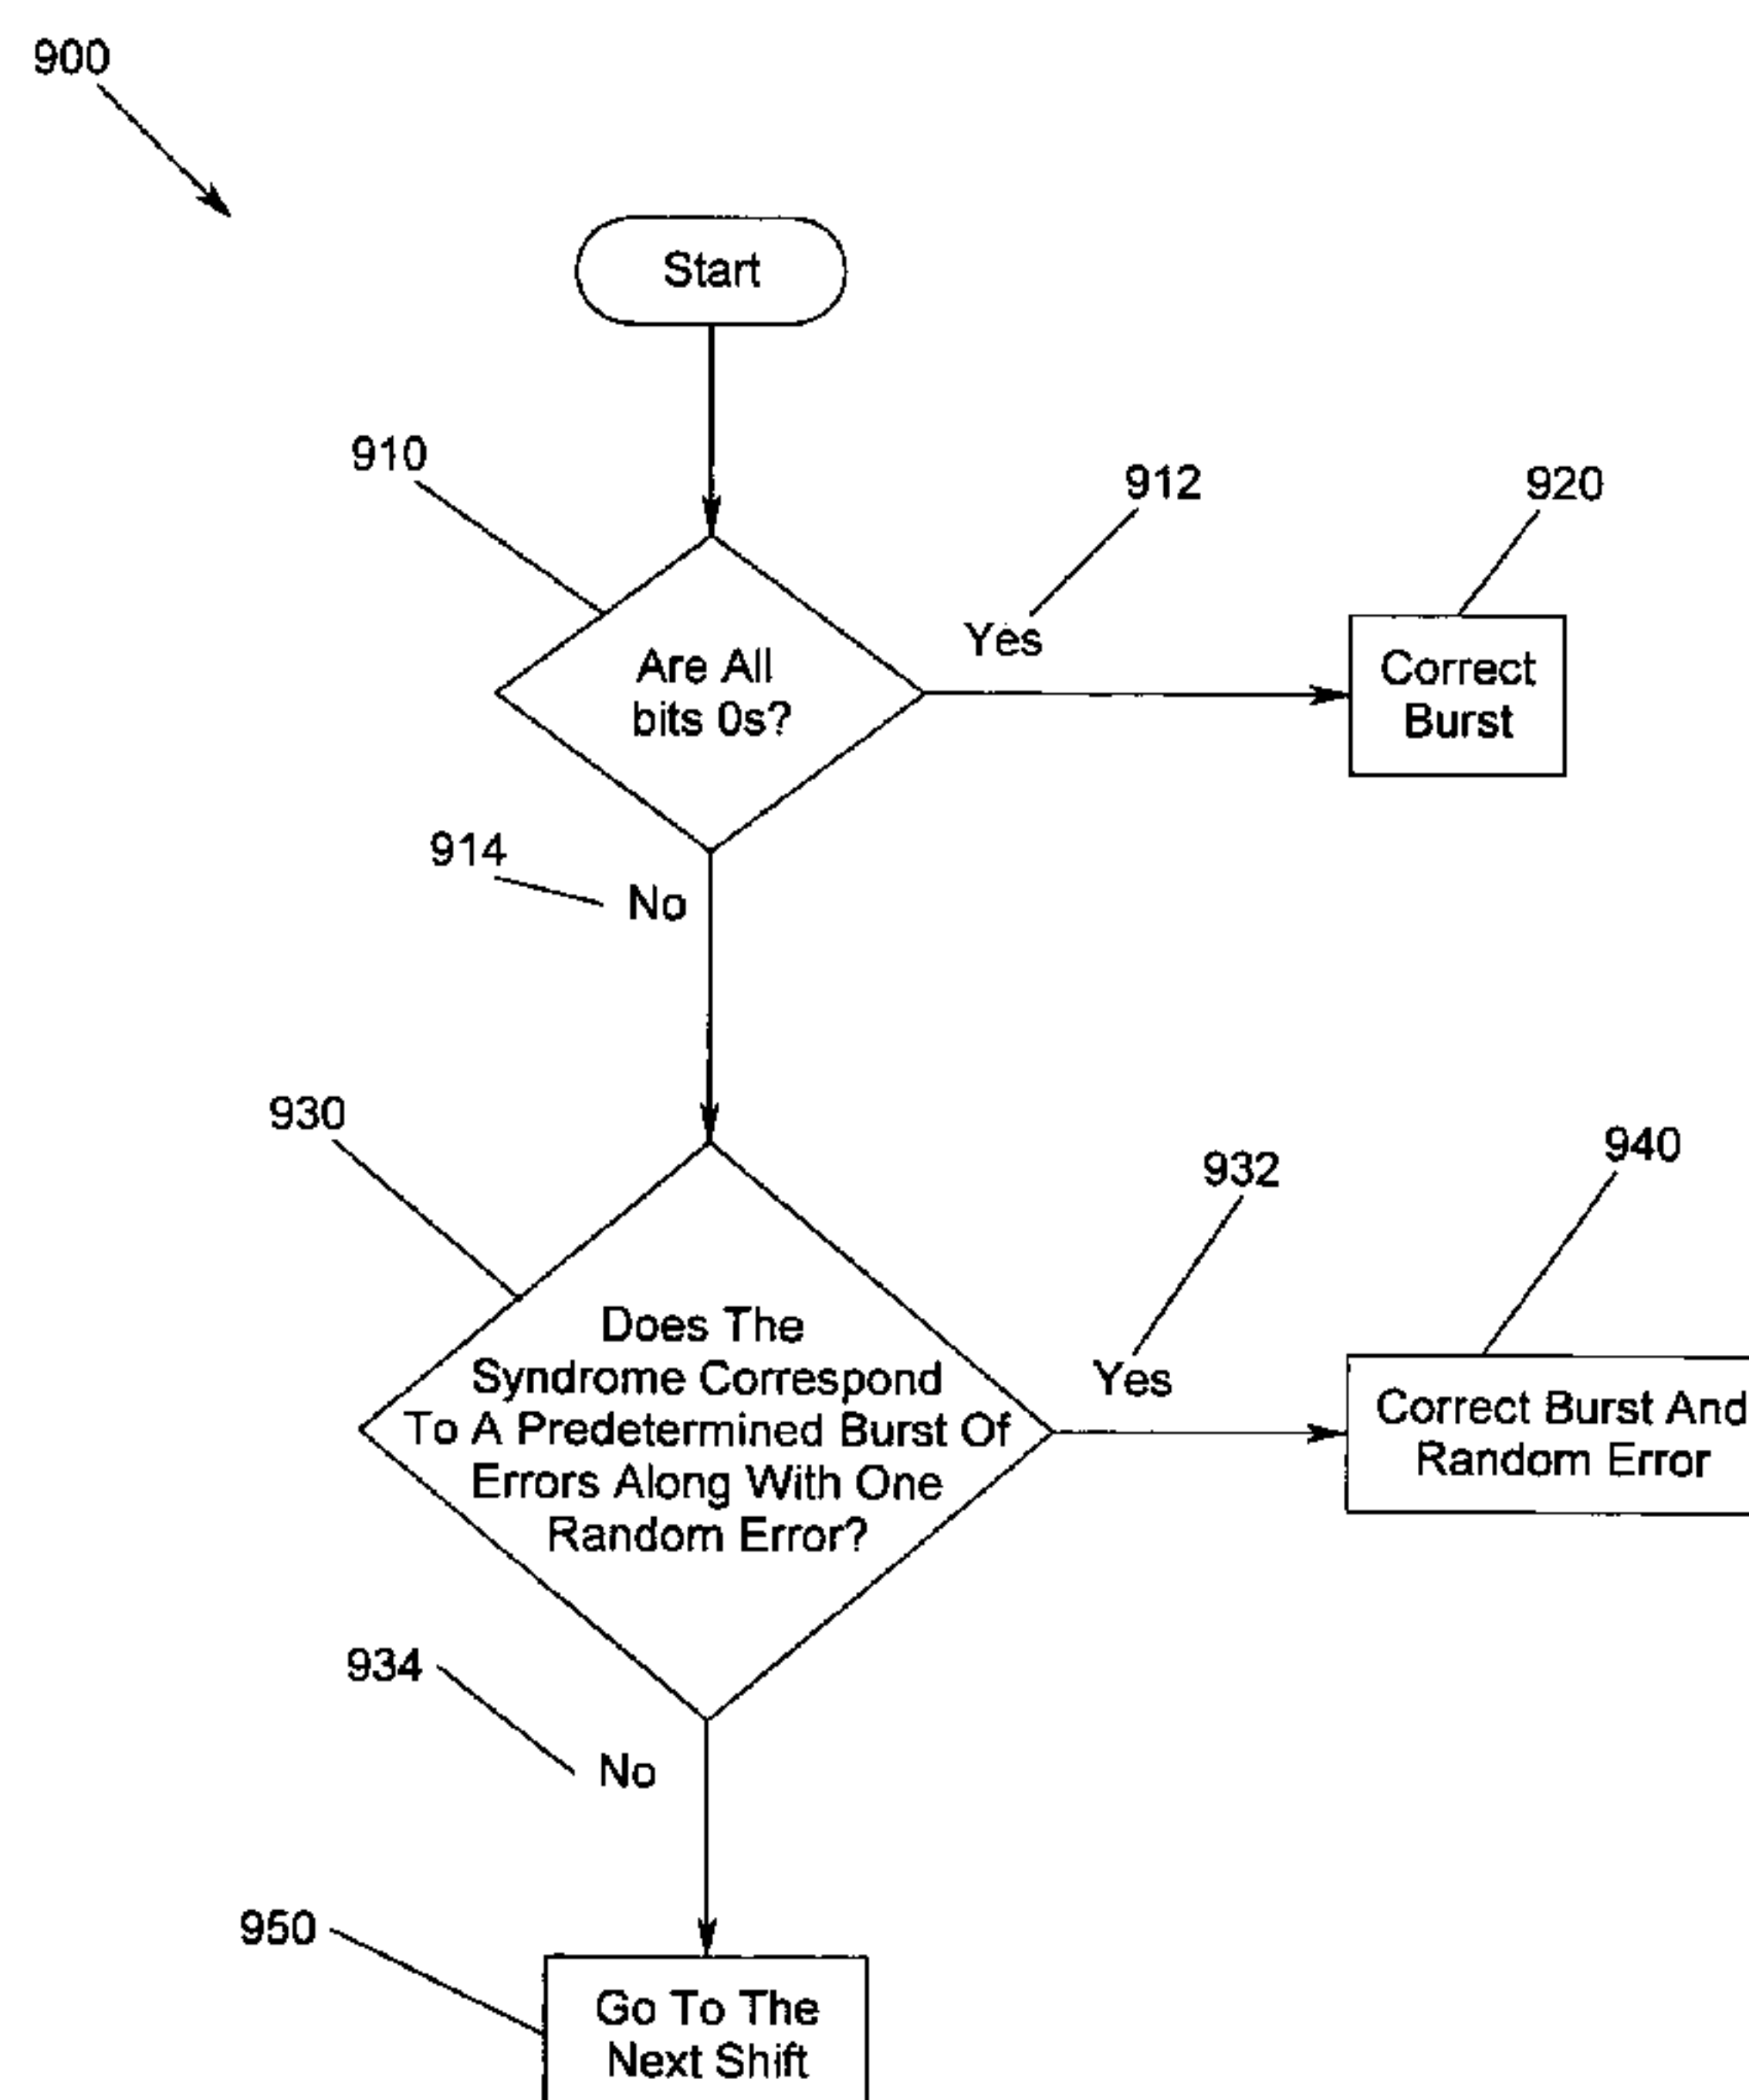 900
Start
910
912
920
Are All
bits 0s?
Yes
Correct
Burst
914
No
930
932
940
Does The
Syndrome Correspond
To A Predetermined Burst Of
Errors Along With One
Random Error?
Yes
Correct Burst And
Random Error
934
No
950
Go To The
Next Shift